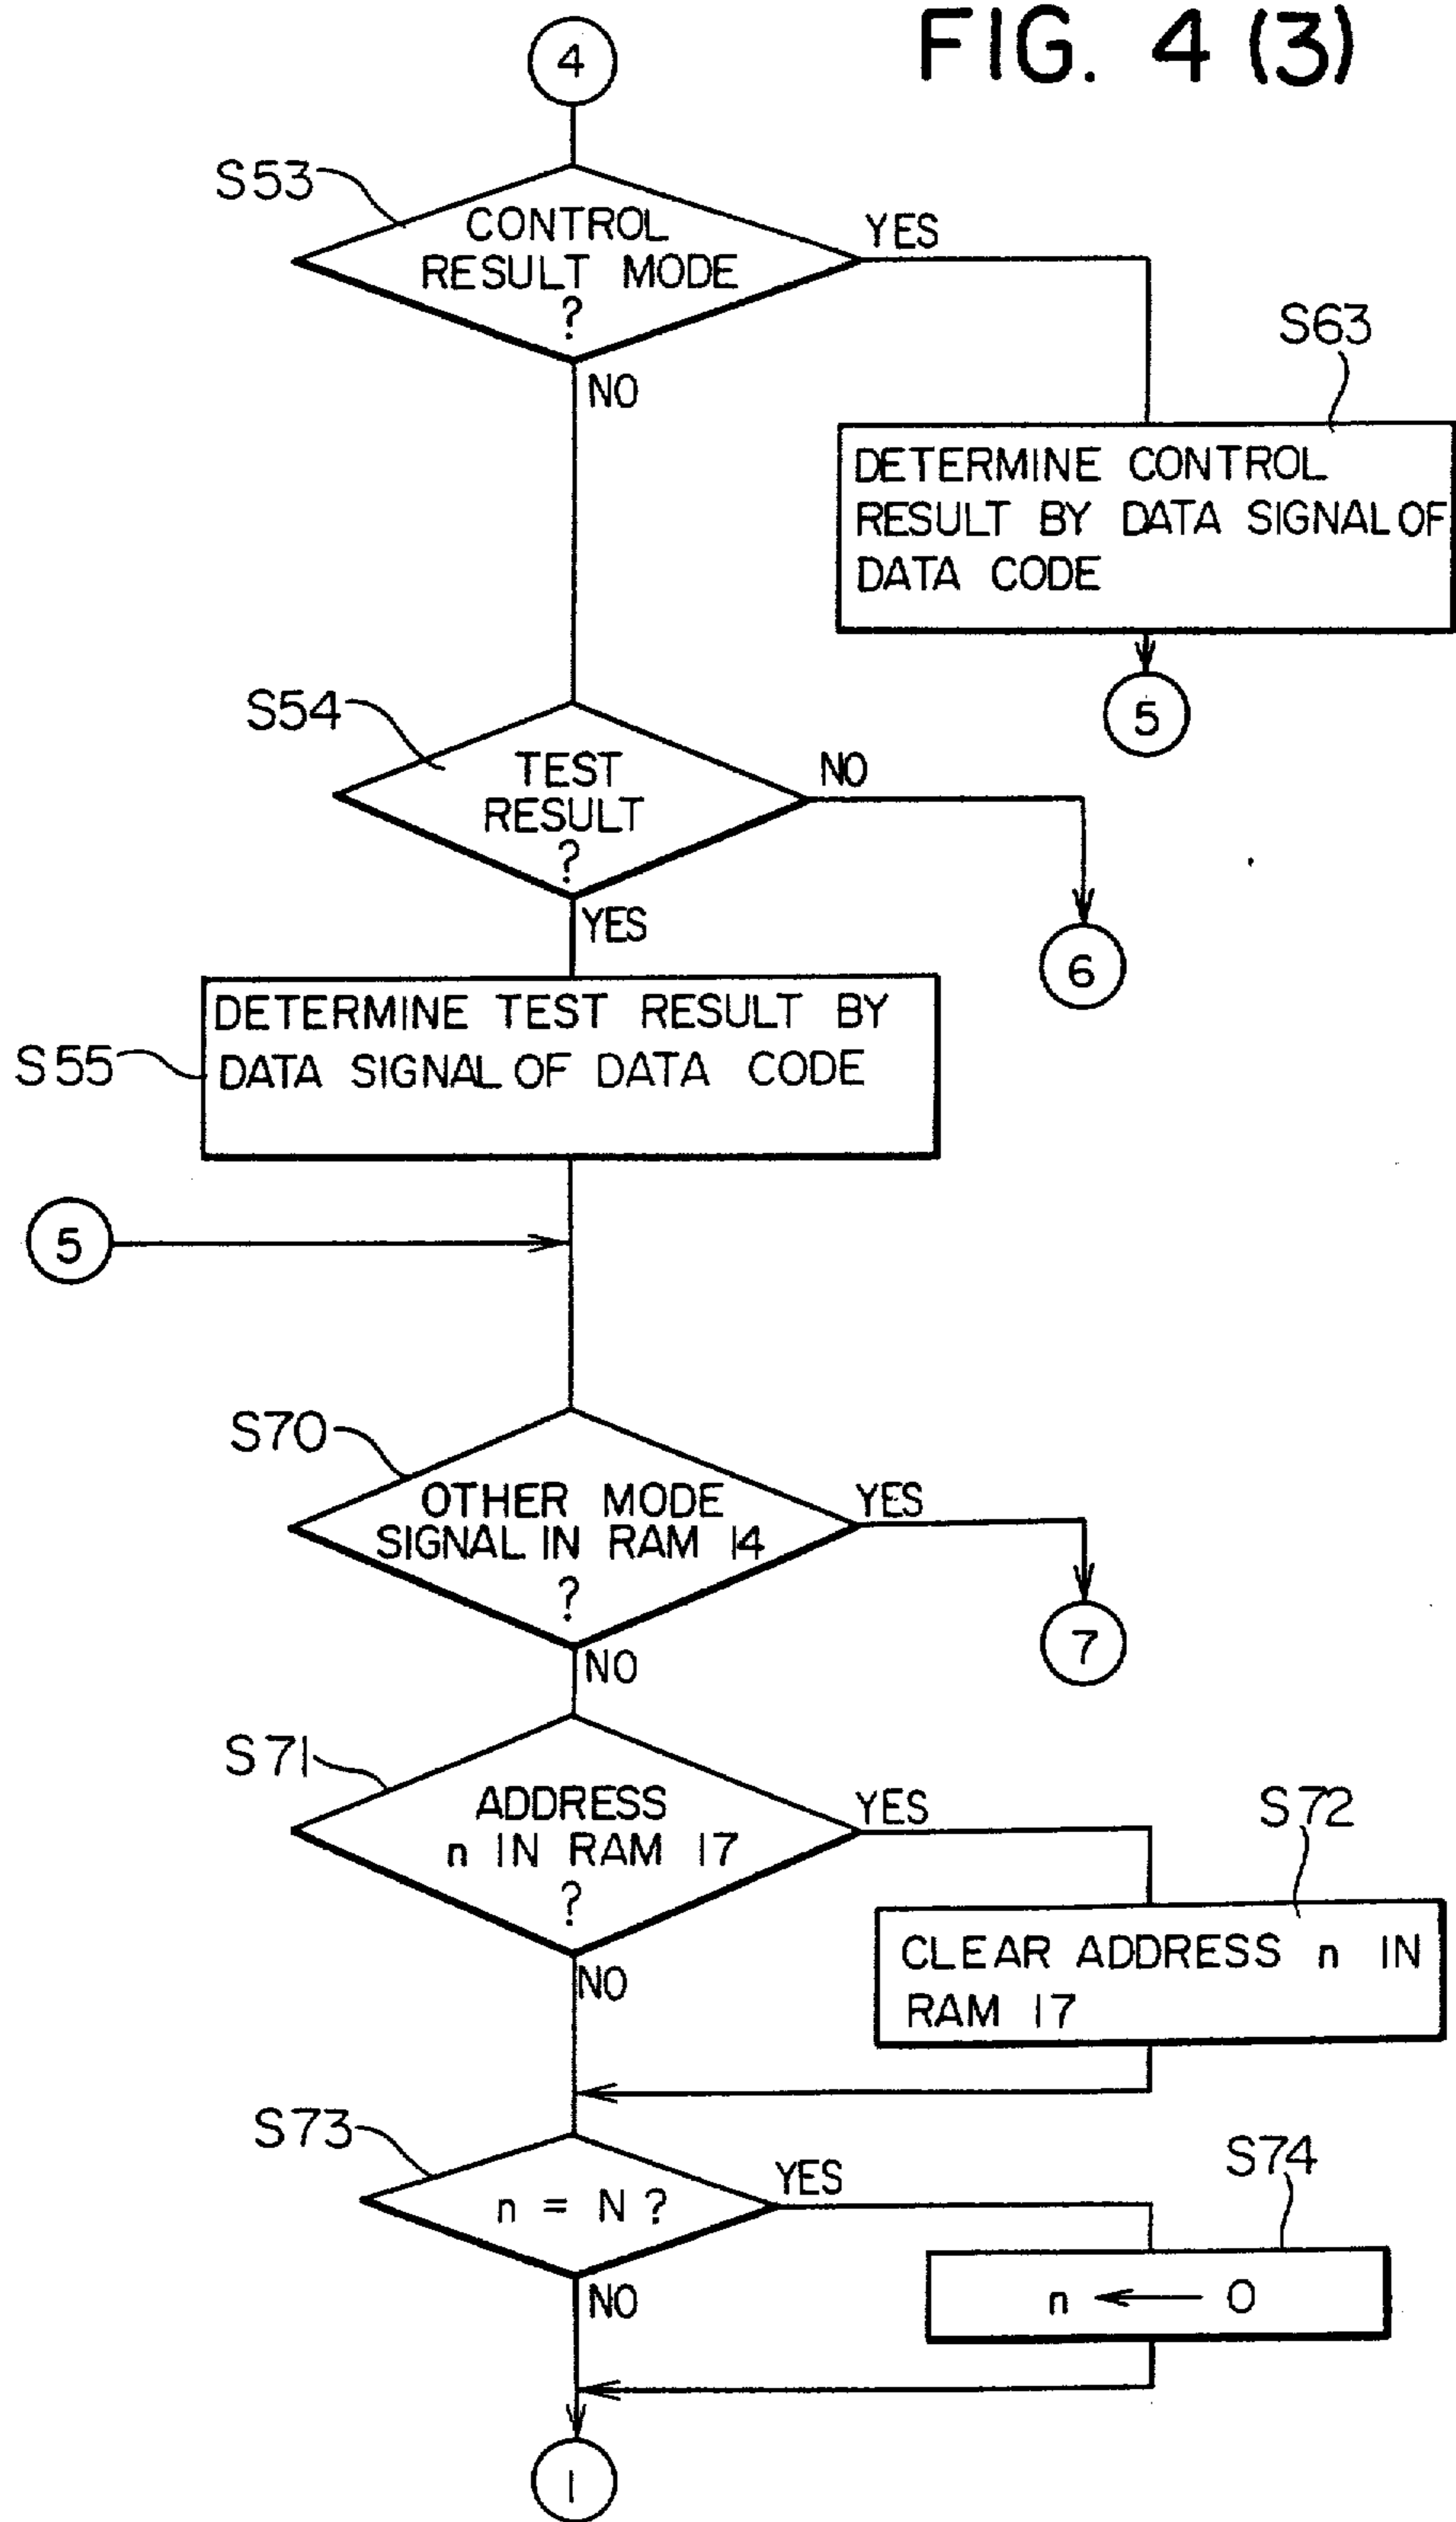 FIG. 4 (3)
4
S53
CONTROL
RESULT MODE
?
YES
NO
S63
DETERMINE CONTROL
RESULT BY DATA SIGNAL OF
DATA CODE
5
S54
TEST
RESULT
?
NO
YES
6
S55
DETERMINE TEST RESULT BY
DATA SIGNAL OF DATA CODE
5
S70
OTHER MODE
SIGNAL IN RAM 14
?
YES
NO
7
S71
ADDRESS
n IN RAM 17
?
YES
NO
S72
CLEAR ADDRESS n IN
RAM 17
S73
n = N ?
YES
NO
S74
n ← 0
1